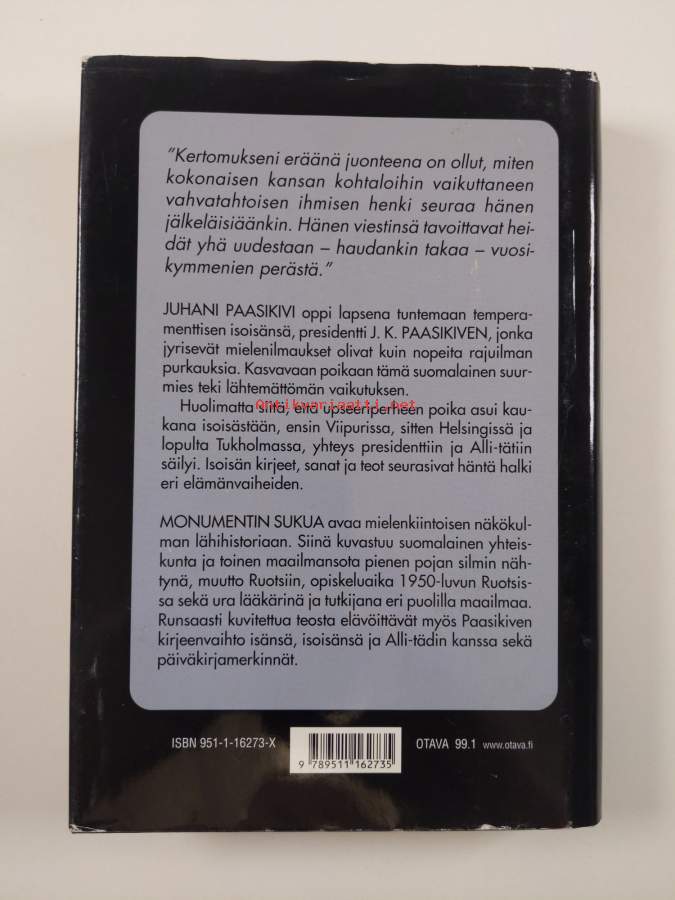 ”Kertomukseni eräänä juonteena on ollut, miten
kokonaisen kansan kohtaloihin vaikuttaneen
vahvatahtoisen ihmisen henki seuraa hänen
jälkeläisiäänkin. Hänen viestinsä tavoittavat hei-
dät yhä uudestaan – haudankin takaa – vuosi-
kymmenien perästä.”
JUHANI PAASIKIVI oppi lapsena tuntemaan tempera-
menttisen isoisänsä, presidentti J. K. PAASIKIVEN, jonka
jyrisevät mielenilmaukset olivat kuin nopeita rajuilman
purkauksia. Kasvavaan poikaan tämä suomalainen suur-
mies teki lähtemättömän vaikutuksen.
Antikvariaatti.net
Huolimatta siitä, että upseeriperheen poika asui kau-
kana isoisästään, ensin Viipurissa, sitten Helsingissä ja
lopulta Tukholmassa, yhteys presidenttiin ja Alli-tätiin
säilyi. Isoisän kirjeet, sanat ja teot seurasivat häntä halki
eri elämänvaiheiden.
MONUMENTIN SUKUA avaa mielenkiintoisen näkökul-
man lähihistoriaan. Siinä kuvastuu suomalainen yhteis-
kunta ja toinen maailmansota pienen pojan silmin näh-
tynä, muutto Ruotsiin, opiskeluaika 1950-luvun Ruotsis-
sa sekä ura lääkärinä ja tutkijana eri puolilla maailmaa.
Runsaasti kuvitettua teosta elävöittävät myös Paasikiven
kirjeenvaihto isänsä, isoisänsä ja Alli-tädin kanssa sekä
päiväkirjamerkinnät.
ISBN 951-1-16273-X
9 789511 162735
OTAVA 99.1 www.otava.fi